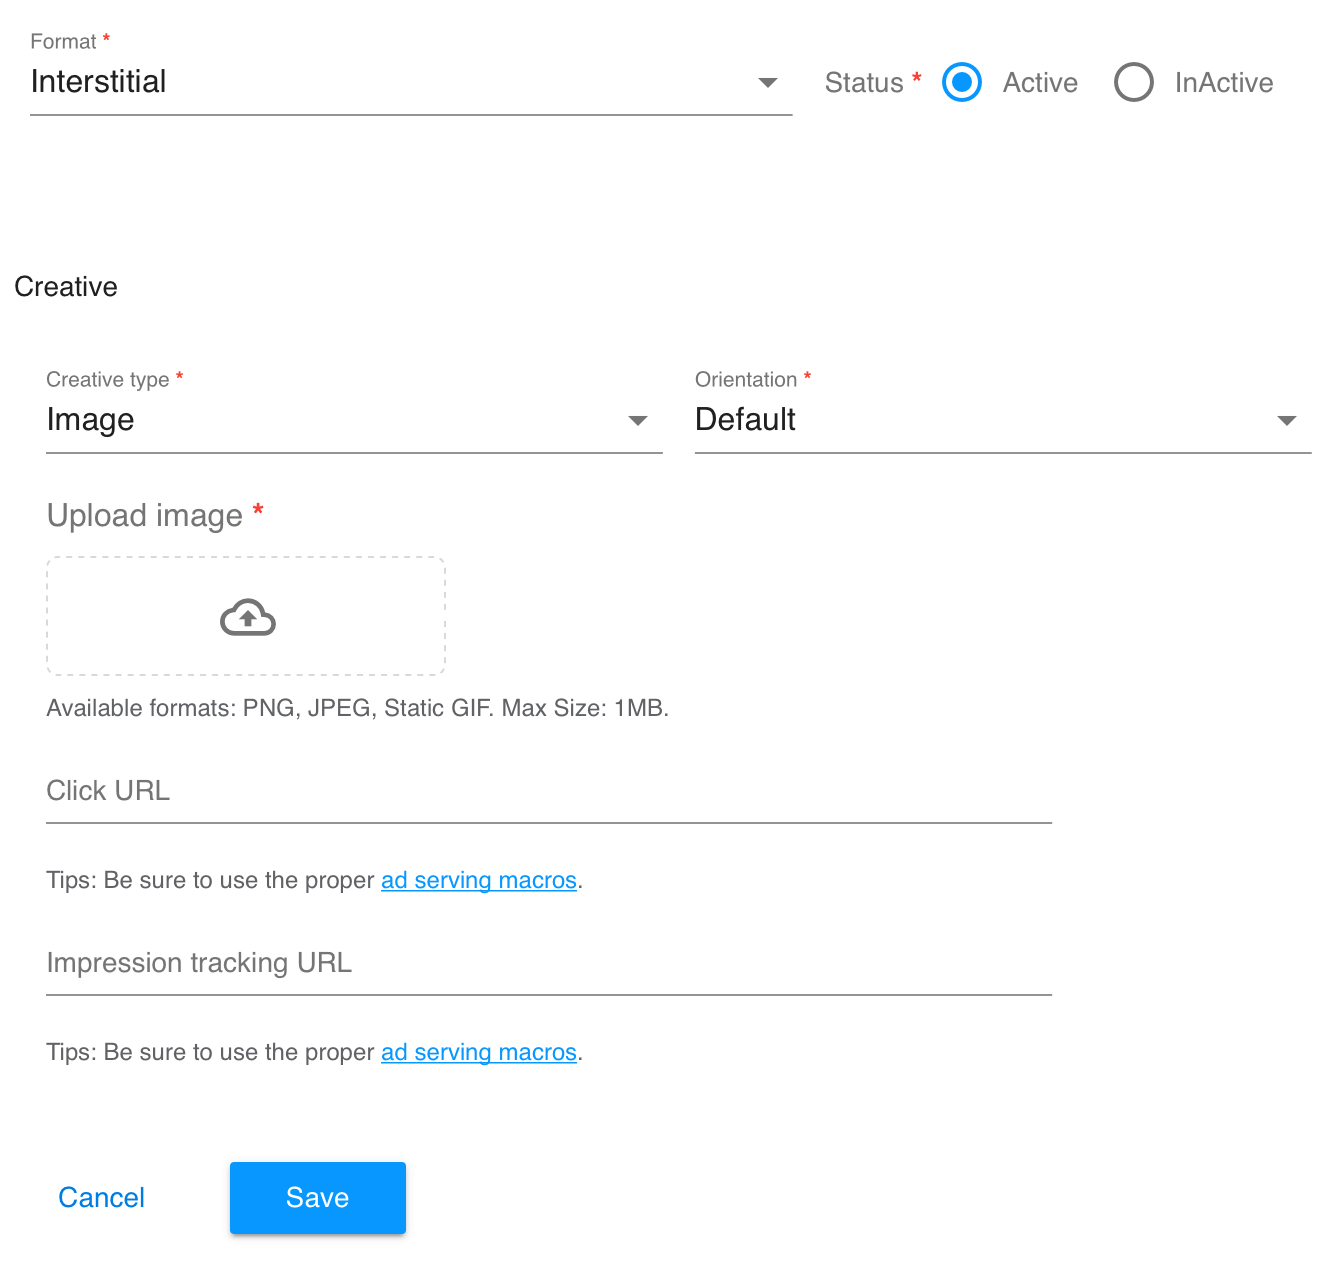 Format *
Interstitial
Status * Active InActive
Creative
Creative type * Orientation *
Image Default
Upload image *
Available formats: PNG, JPEG, Static GIF. Max Size: 1MB.
Click URL
Tips: Be sure to use the proper ad serving macros.
Impression tracking URL
Tips: Be sure to use the proper ad serving macros.
Cancel Save